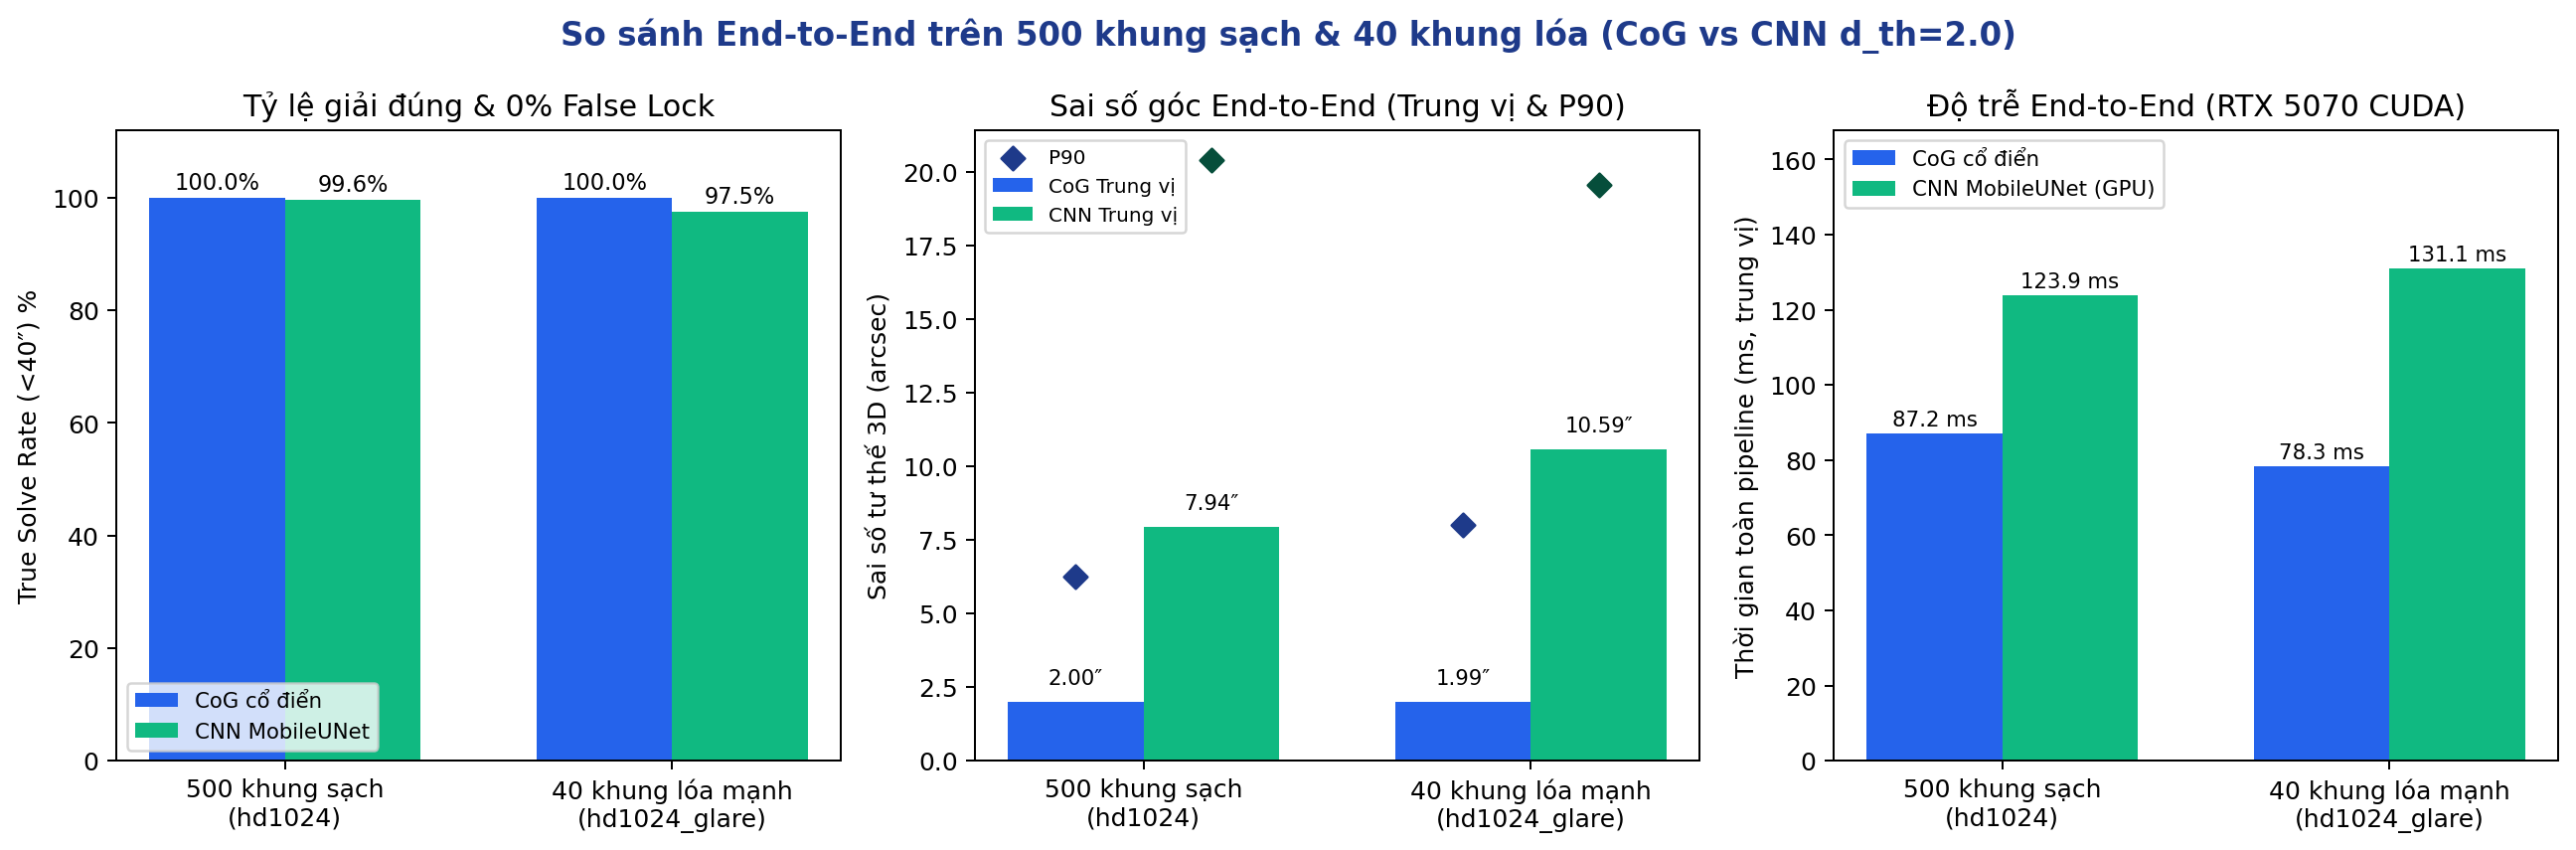 So sánh End-to-End trên 500 khung sạch & 40 khung lóa (CoG vs CNN d_th=2.0)
Tỷ lệ giải đúng & 0% False Lock
True Solve Rate (<40″) %
100
80
60
40
20
0
100.0%
99.6%
100.0%
97.5%
CoG cổ điển
CNN MobileUNet
500 khung sạch
(hd1024)
40 khung lóa mạnh
(hd1024_glare)
Sai số góc End-to-End (Trung vị & P90)
Sai số tư thế 3D (arcsec)
20.0
17.5
15.0
12.5
10.0
7.5
5.0
2.5
0.0
P90
CoG Trung vị
CNN Trung vị
2.00″
7.94″
1.99″
10.59″
500 khung sạch
(hd1024)
40 khung lóa mạnh
(hd1024_glare)
Độ trễ End-to-End (RTX 5070 CUDA)
Thời gian toàn pipeline (ms, trung vị)
160
140
120
100
80
60
40
20
0
CoG cổ điển
CNN MobileUNet (GPU)
87.2 ms
123.9 ms
78.3 ms
131.1 ms
500 khung sạch
(hd1024)
40 khung lóa mạnh
(hd1024_glare)